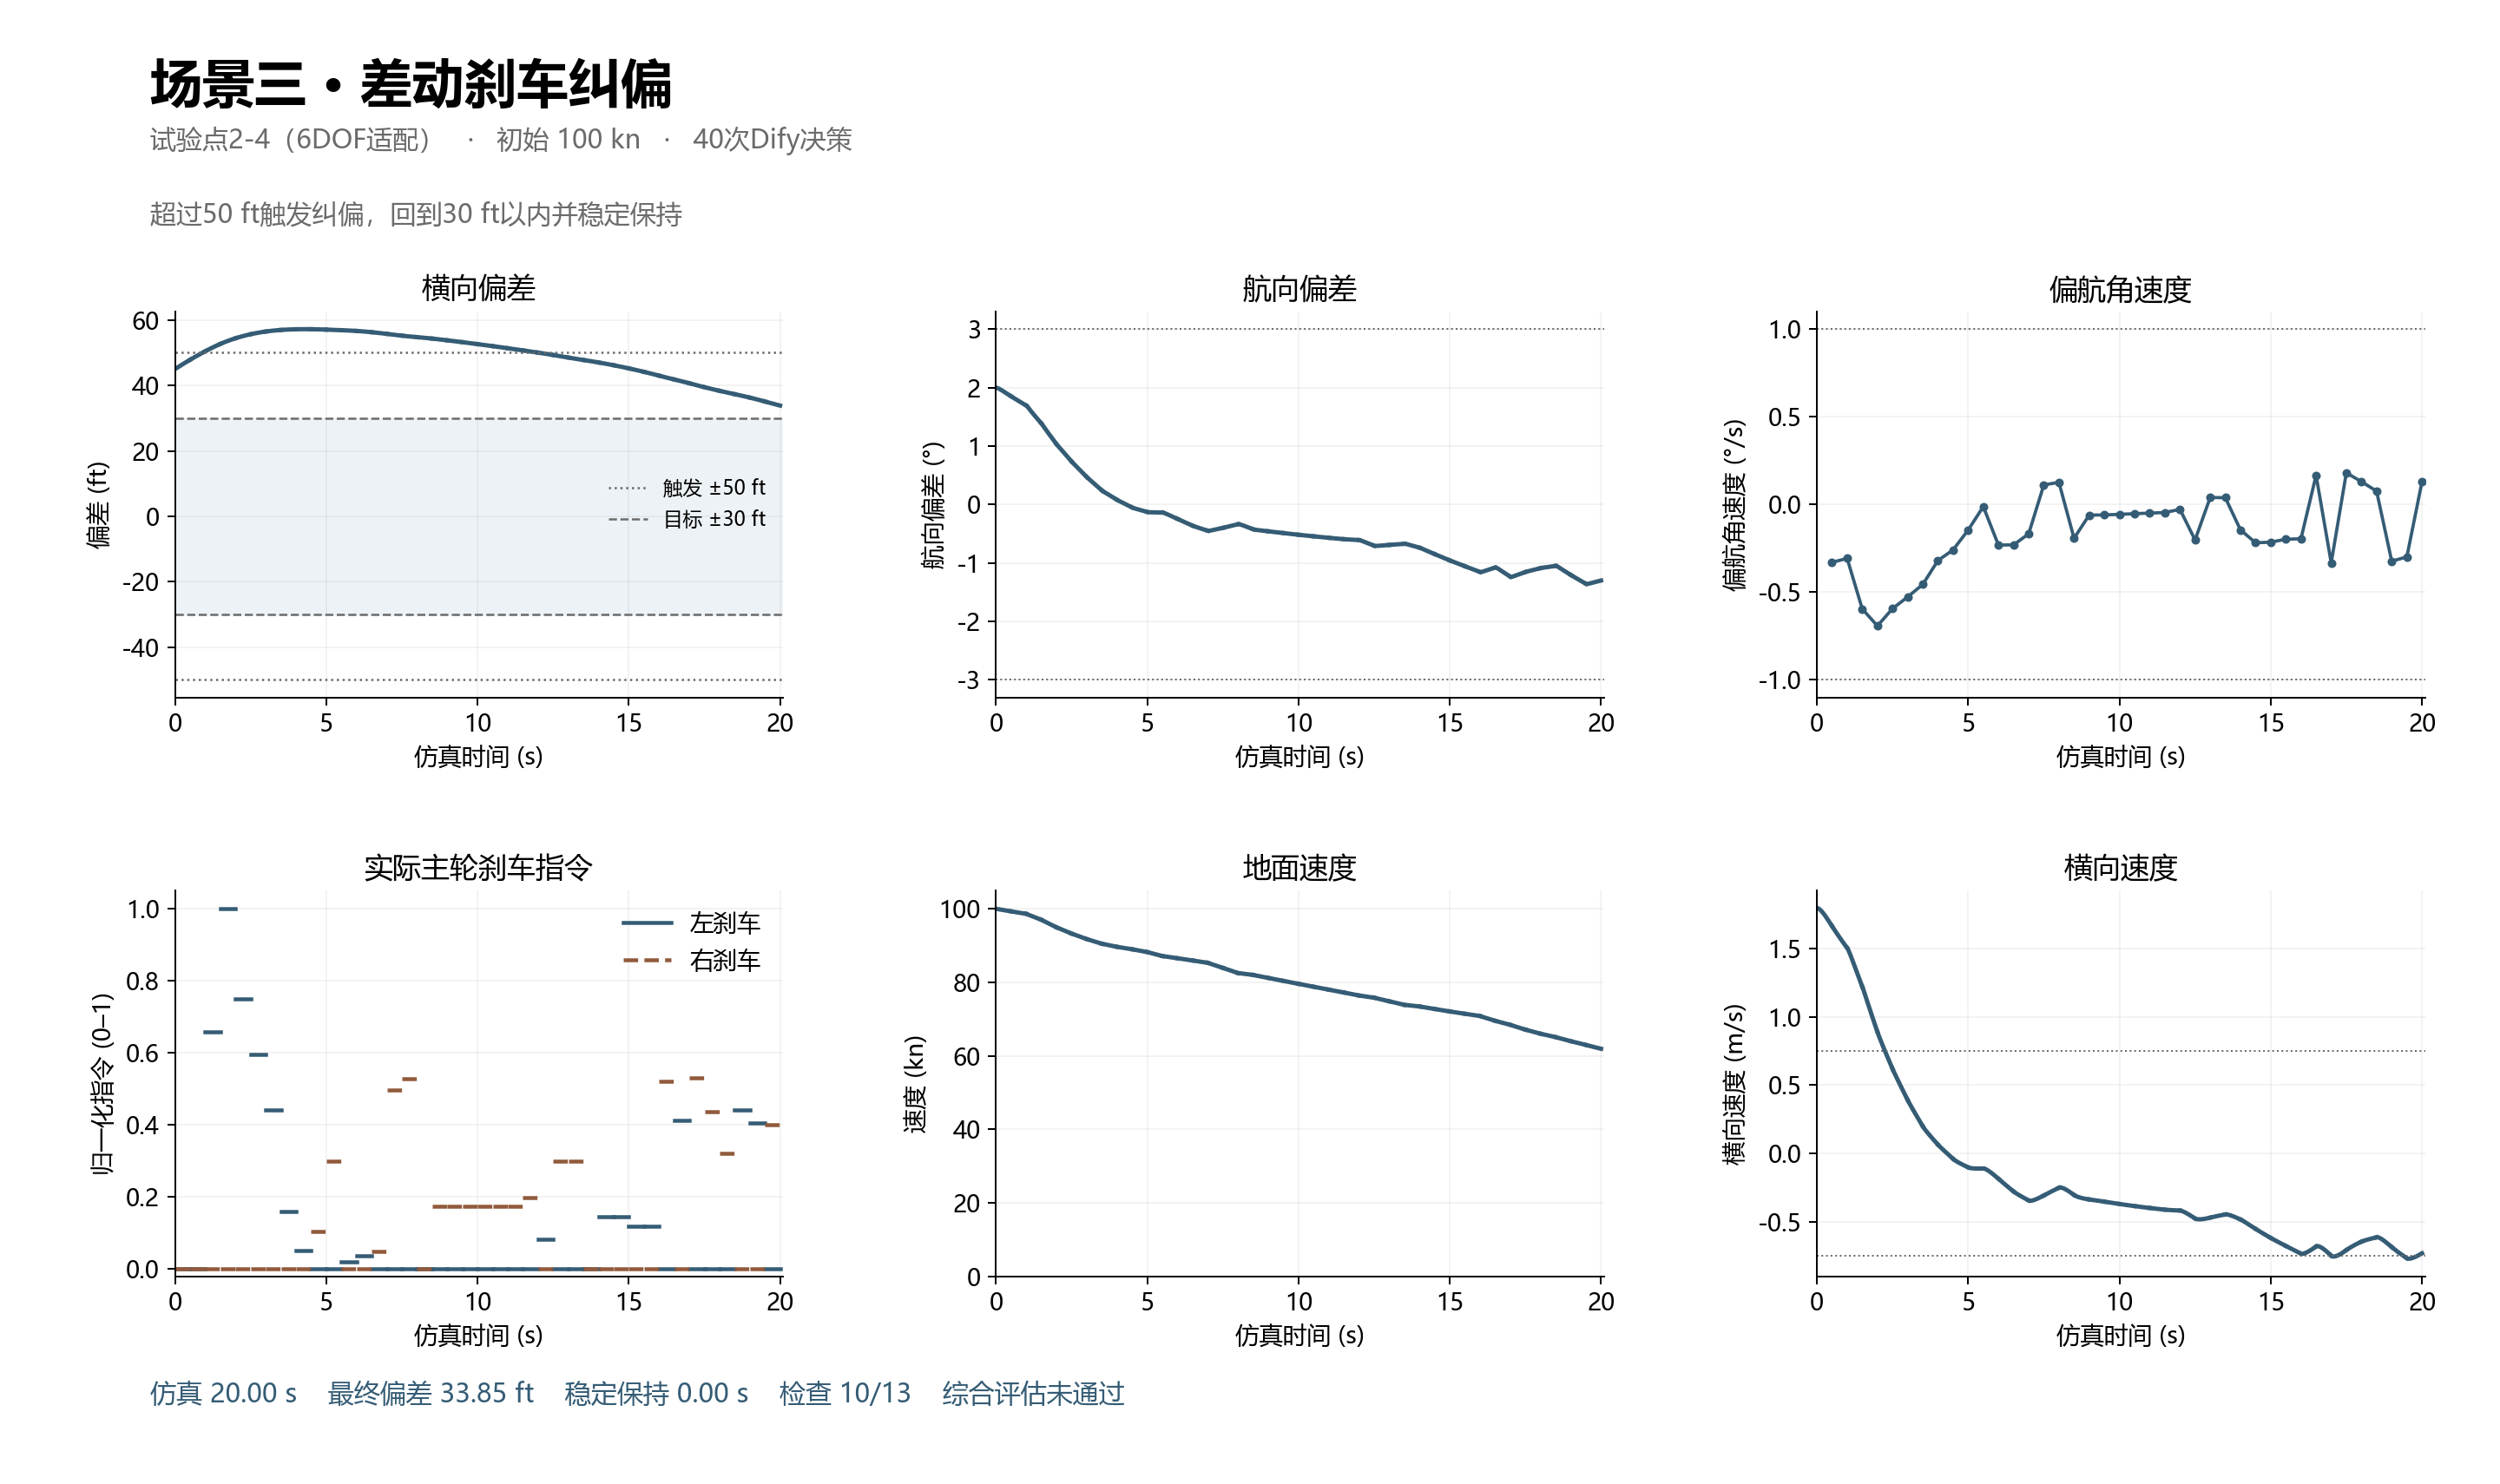 场景三 • 差动刹车纠偏
试验点2-4（6DOF适配） · 初始 100 kn · 40次Dify决策
超过50 ft触发纠偏，回到30 ft以内并稳定保持
横向偏差
偏差 (ft)
60
40
20
0
-20
-40
触发 ±50 ft
目标 ±30 ft
0 5 10 15 20
仿真时间 (s)
航向偏差
航向偏差 (°)
3
2
1
0
-1
-2
-3
0 5 10 15 20
仿真时间 (s)
偏航角速度
偏航角速度 (°/s)
1.0
0.5
0.0
-0.5
-1.0
0 5 10 15 20
仿真时间 (s)
实际主轮刹车指令
归一化指令 (0–1)
1.0
0.8
0.6
0.4
0.2
0.0
左刹车
右刹车
0 5 10 15 20
仿真时间 (s)
地面速度
速度 (kn)
100
80
60
40
20
0
0 5 10 15 20
仿真时间 (s)
横向速度
横向速度 (m/s)
1.5
1.0
0.5
0.0
-0.5
0 5 10 15 20
仿真时间 (s)
仿真 20.00 s 最终偏差 33.85 ft 稳定保持 0.00 s 检查 10/13 综合评估未通过